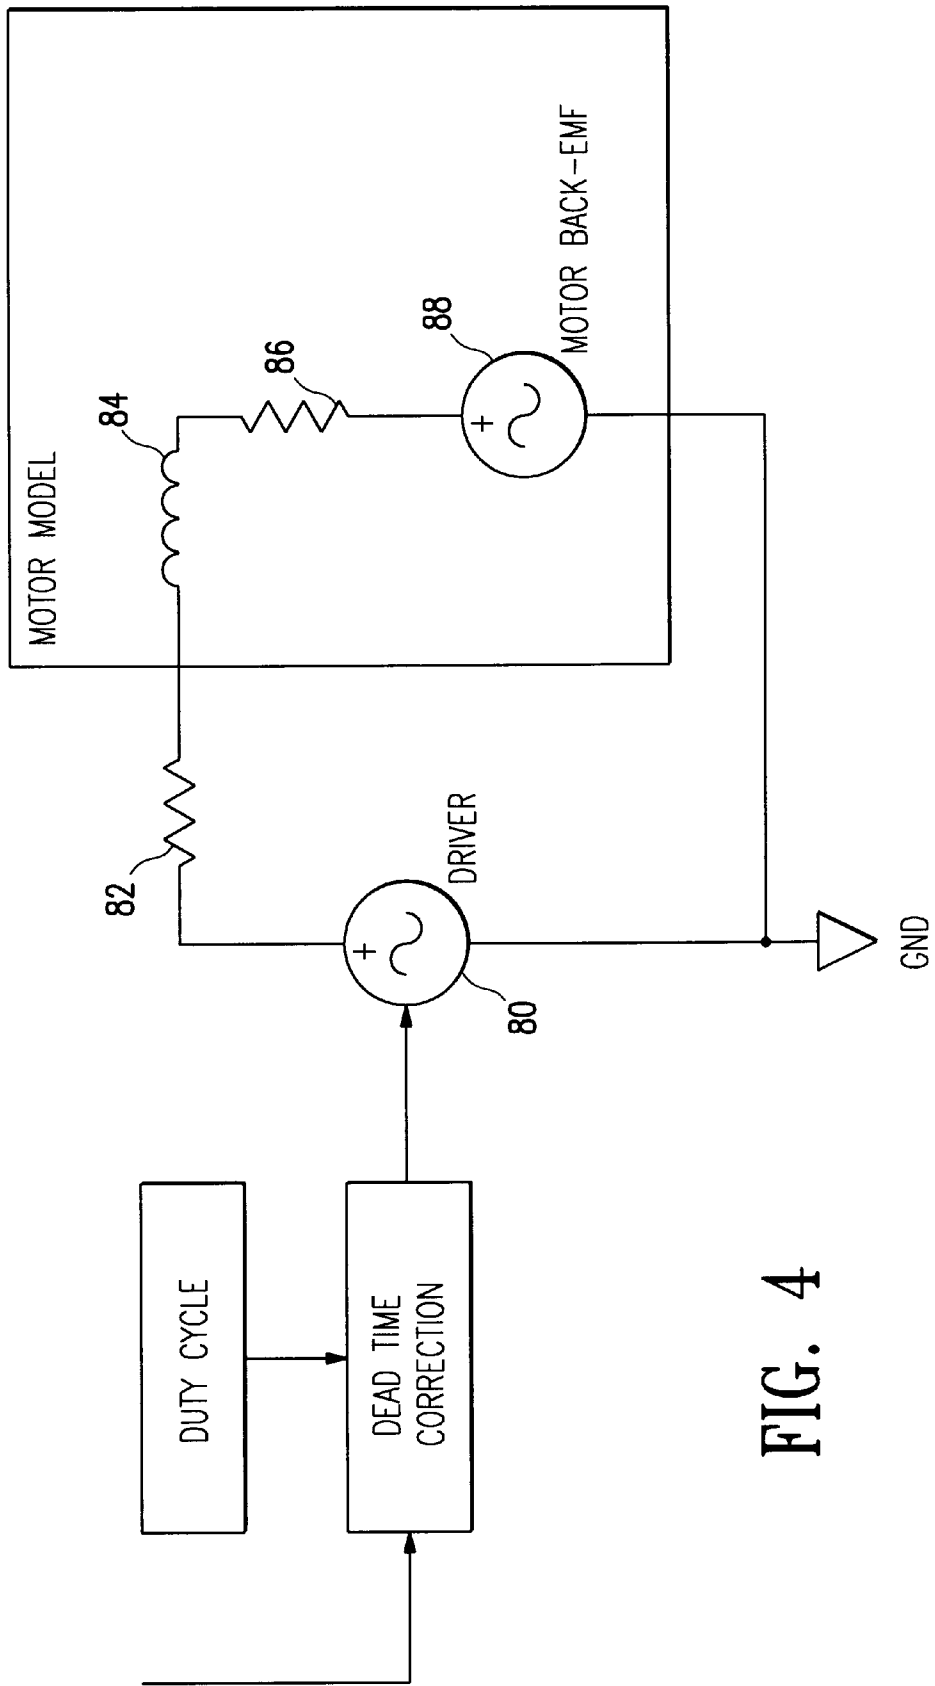 MOTOR MODEL
84
86
88
MOTOR BACK-EMF
+
82
+
DRIVER
80
GND
DUTY CYCLE
DEAD TIME
CORRECTION
FIG. 4